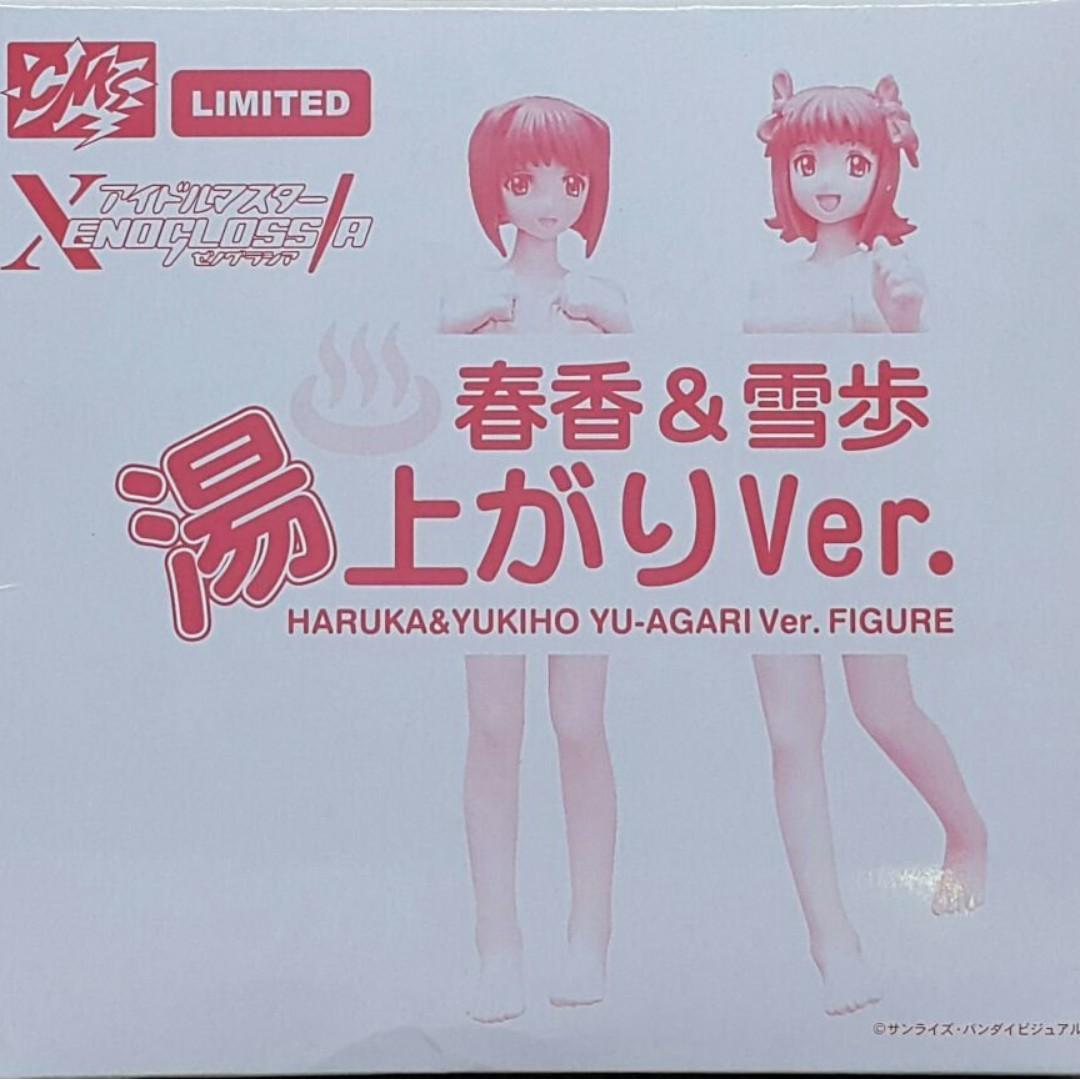 CM'S
LIMITED
アイドルマスター
XENOGLOSSIA
ゼノグラシア
春香&雪歩
湯上がりVer.
HARUKA&YUKIHO YU-AGARI Ver. FIGURE
©サンライズ・バンダイビジュアル